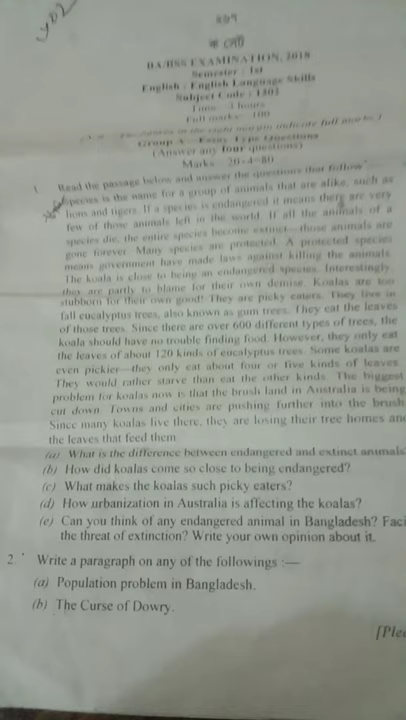 402
ক সেট
BA/BSS EXAMINATION, 2018
Semester : 1st
English : English Language Skills
Subject Code : 1302
Time—3 hours
Full marks—100
[N.B.—The figures in the right margin indicate full marks.]
Group A—Essay Type Questions
(Answer any four questions)
Marks—20×4=80
1. Read the passage below and answer the questions that follow :
Species is the name for a group of animals that are alike, such as
lions and tigers. If a species is endangered it means there are very
few of those animals left in the world. If all the animals of a
species die, the entire species become extinct—those animals are
gone forever. Many species are protected. A protected species
means government have made laws against killing the animals.
The koala is close to being an endangered species. Interestingly,
they are partly to blame for their own demise. Koalas are too
stubborn for their own good! They are picky eaters. They live in
tall eucalyptus trees, also known as gum trees. They eat the leaves
of those trees. Since there are over 600 different types of trees, the
koala should have no trouble finding food. However, they only eat
the leaves of about 120 kinds of eucalyptus trees. Some koalas are
even pickier—they only eat about four or five kinds of leaves.
They would rather starve than eat the other kinds. The biggest
problem for koalas now is that the brush land in Australia is being
cut down. Towns and cities are pushing further into the brush.
Since many koalas live there, they are losing their tree homes and
the leaves that feed them.
(a) What is the difference between endangered and extinct animals?
(b) How did koalas come so close to being endangered?
(c) What makes the koalas such picky eaters?
(d) How urbanization in Australia is affecting the koalas?
(e) Can you think of any endangered animal in Bangladesh? Faci
the threat of extinction? Write your own opinion about it.
2. Write a paragraph on any of the followings :—
(a) Population problem in Bangladesh.
(b) The Curse of Dowry.
[Plea